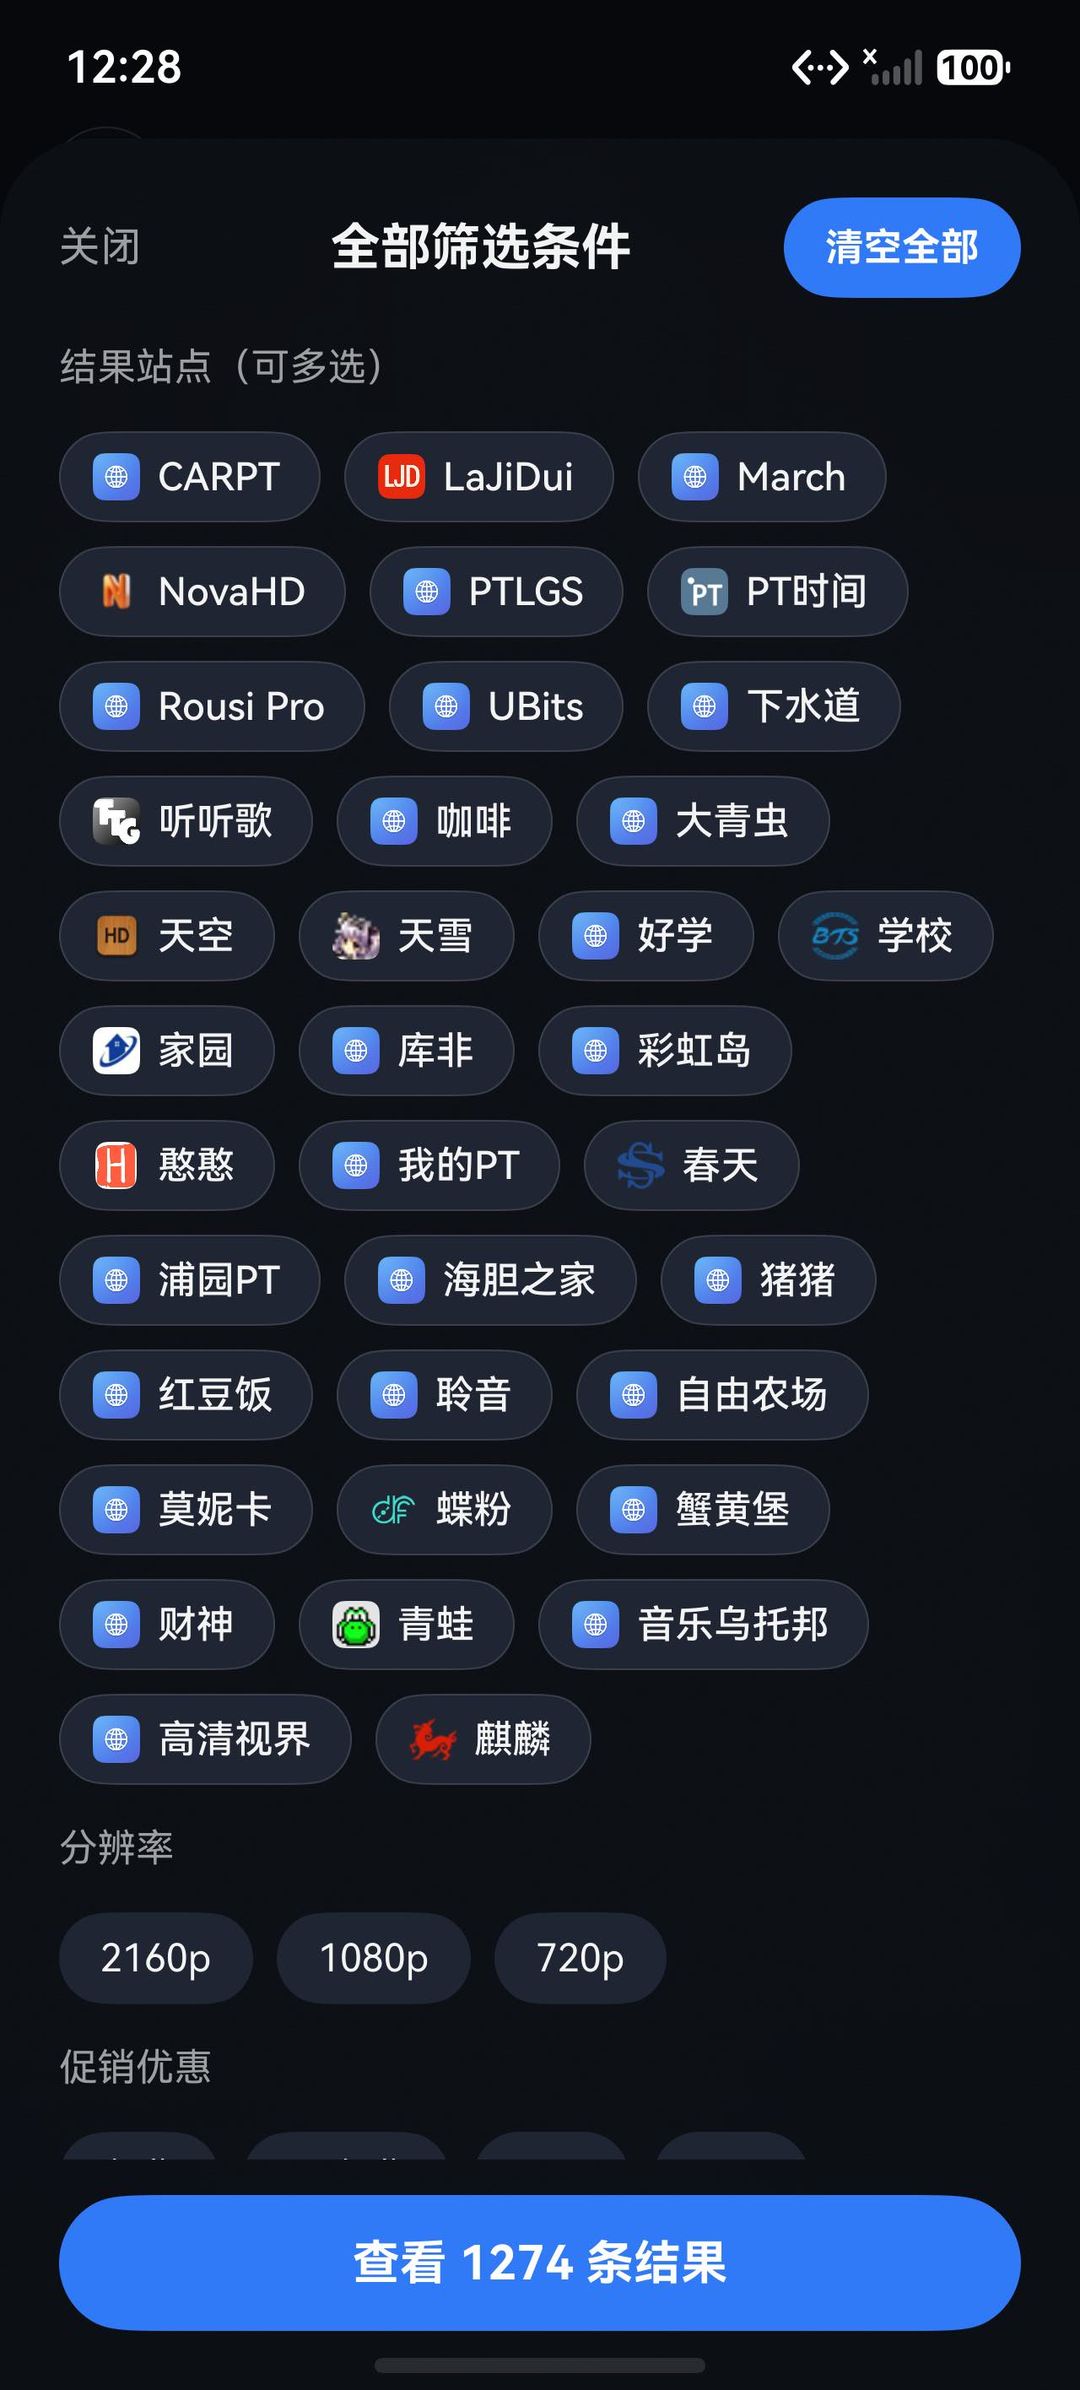 12:28
100
关闭
全部筛选条件
清空全部
结果站点（可多选）
CARPT
LJD LaJiDui
March
NovaHD
PTLGS
PT PT时间
Rousi Pro
UBits
下水道
TTG 听听歌
咖啡
大青虫
HD 天空
天雪
好学
BTS 学校
家园
库非
彩虹岛
憨憨
我的PT
春天
浦园PT
海胆之家
猪猪
红豆饭
聆音
自由农场
莫妮卡
蝶粉
蟹黄堡
财神
青蛙
音乐乌托邦
高清视界
麒麟
分辨率
2160p
1080p
720p
促销优惠
查看 1274 条结果